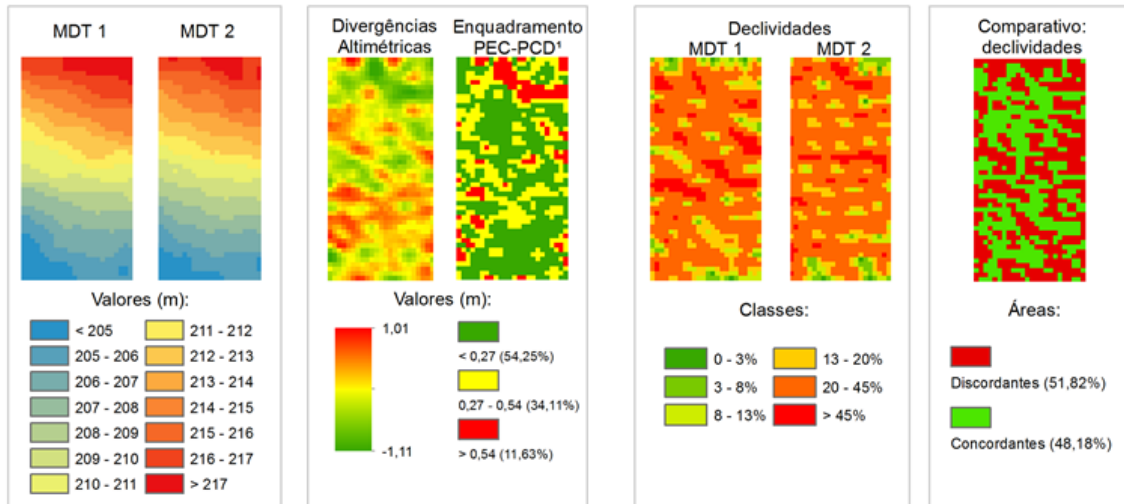 MDT 1
MDT 2
Valores (m):
< 205
205 - 206
206 - 207
207 - 208
208 - 209
209 - 210
210 - 211
211 - 212
212 - 213
213 - 214
214 - 215
215 - 216
216 - 217
> 217
Divergências
Altimétricas
Enquadramento
PEC-PCD¹
Valores (m):
1,01
-1,11
< 0,27 (54,25%)
0,27 - 0,54 (34,11%)
> 0,54 (11,63%)
Declividades
MDT 1
MDT 2
Classes:
0 - 3%
3 - 8%
8 - 13%
13 - 20%
20 - 45%
> 45%
Comparativo:
declividades
Áreas:
Discordantes (51,82%)
Concordantes (48,18%)